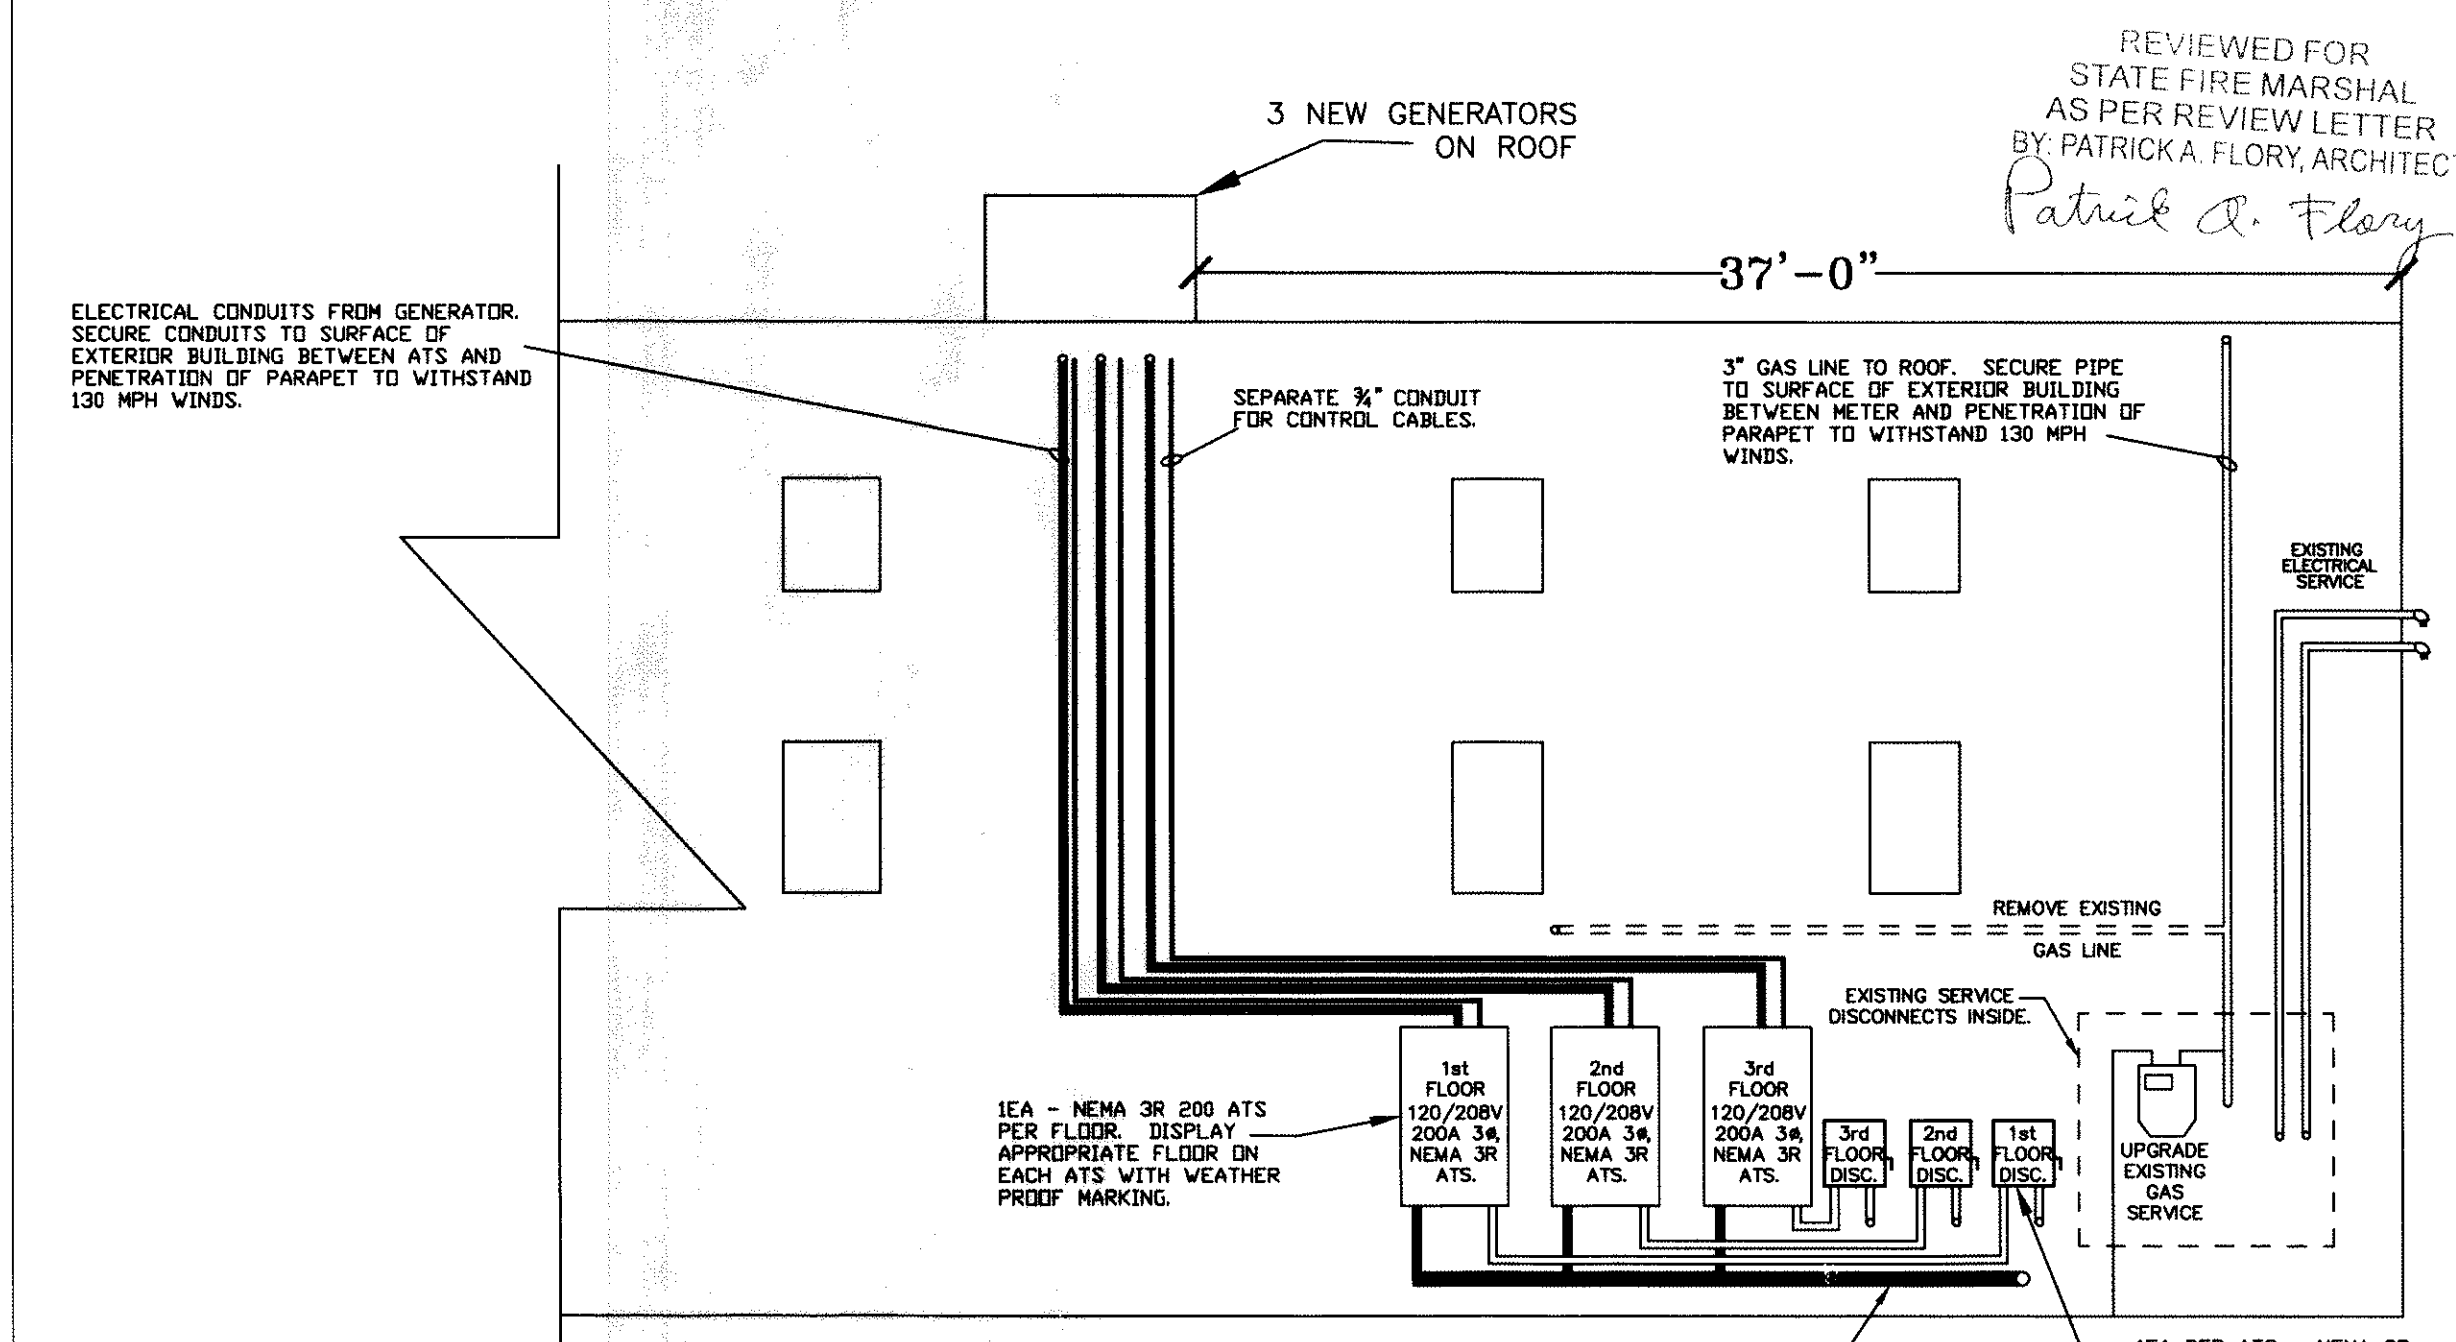 REVIEWED FOR
STATE FIRE MARSHAL
AS PER REVIEW LETTER
BY: PATRICK A. FLORY, ARCHITEC
Patrick A. Flory
3 NEW GENERATORS
ON ROOF
37'-0"
ELECTRICAL CONDUITS FROM GENERATOR.
SECURE CONDUITS TO SURFACE OF
EXTERIOR BUILDING BETWEEN ATS AND
PENETRATION OF PARAPET TO WITHSTAND
130 MPH WINDS.
SEPARATE ¾" CONDUIT
FOR CONTROL CABLES.
3" GAS LINE TO ROOF. SECURE PIPE
TO SURFACE OF EXTERIOR BUILDING
BETWEEN METER AND PENETRATION OF
PARAPET TO WITHSTAND 130 MPH
WINDS.
EXISTING
ELECTRICAL
SERVICE
REMOVE EXISTING
GAS LINE
EXISTING SERVICE
DISCONNECTS INSIDE.
1EA - NEMA 3R 200 ATS
PER FLOOR. DISPLAY
APPROPRIATE FLOOR ON
EACH ATS WITH WEATHER
PROOF MARKING.
1st
FLOOR
120/208V
200A 3ø,
NEMA 3R
ATS.
2nd
FLOOR
120/208V
200A 3ø,
NEMA 3R
ATS.
3rd
FLOOR
120/208V
200A 3ø,
NEMA 3R
ATS.
3rd
FLOOR
DISC.
2nd
FLOOR
DISC.
1st
FLOOR
DISC.
UPGRADE
EXISTING
GAS
SERVICE